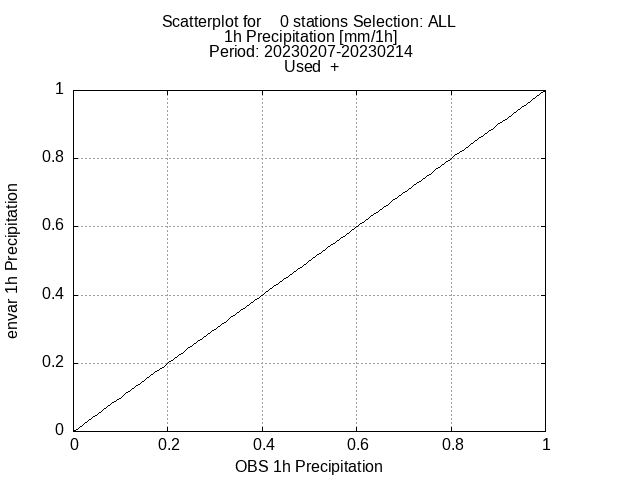 Scatterplot for    0 stations Selection: ALL
1h Precipitation [mm/1h]
Period: 20230207-20230214
Used  +
1
0.8
0.6
0.4
0.2
0
envar 1h Precipitation
0 0.2 0.4 0.6 0.8 1
OBS 1h Precipitation